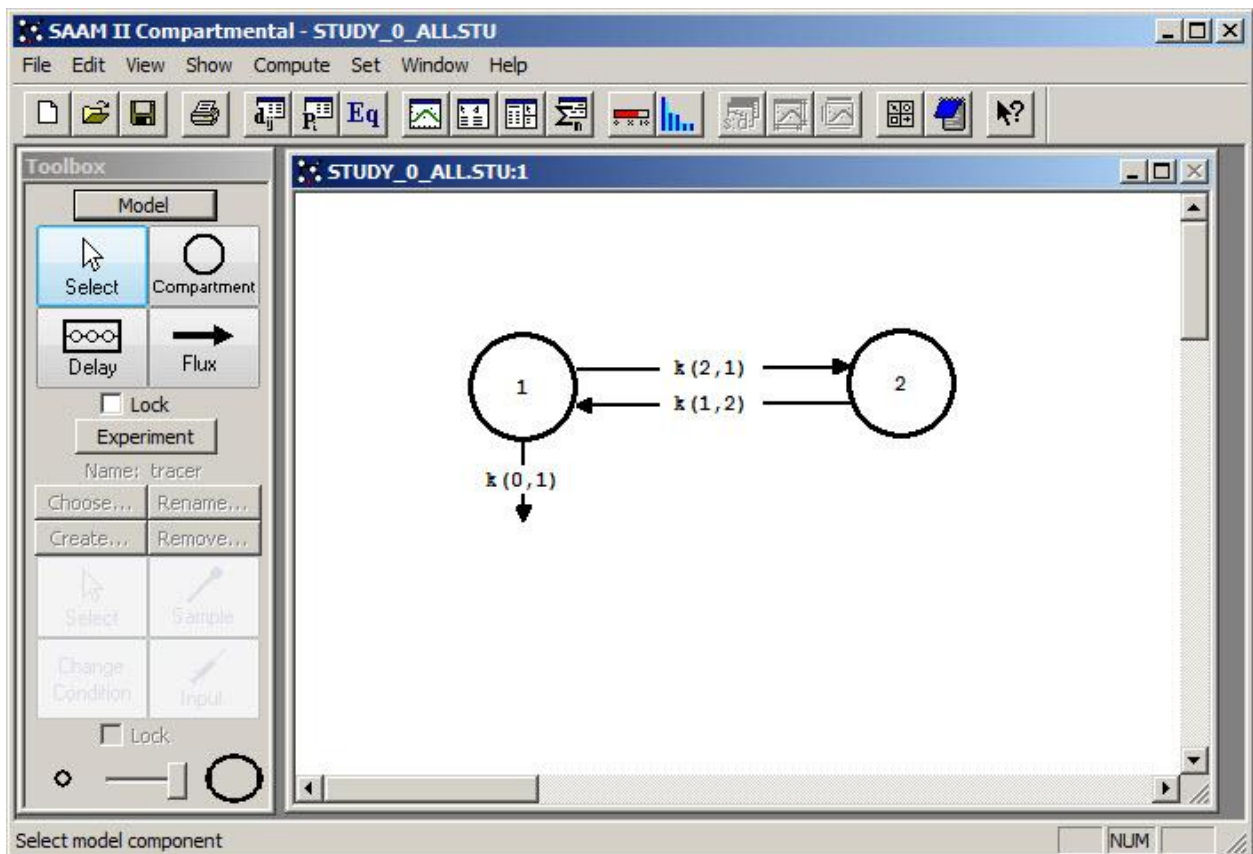 SAAM II Compartmental - STUDY_0_ALL.STU
File Edit View Show Compute Set Window Help
Eq
Toolbox
Model
Select
Compartment
Delay
Flux
Lock
Experiment
Name: tracer
Choose...
Rename...
Create...
Remove...
Select
Sample
Change Condition
Input
Lock
STUDY_0_ALL.STU:1
1
k(2,1)
k(1,2)
2
k(0,1)
Select model component
NUM